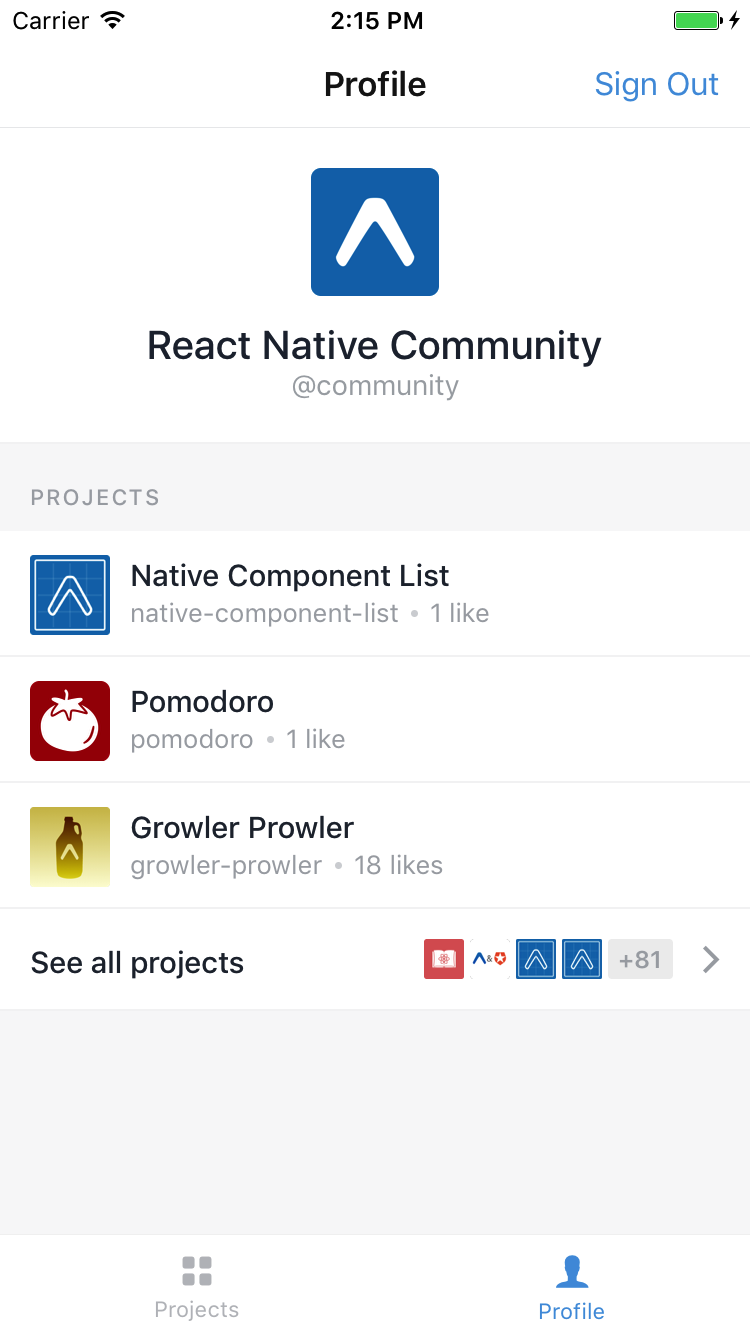 Carrier 2:15 PM
Profile Sign Out
React Native Community
@community
PROJECTS
Native Component List
native-component-list • 1 like
Pomodoro
pomodoro • 1 like
Growler Prowler
growler-prowler • 18 likes
See all projects & +81
Projects Profile